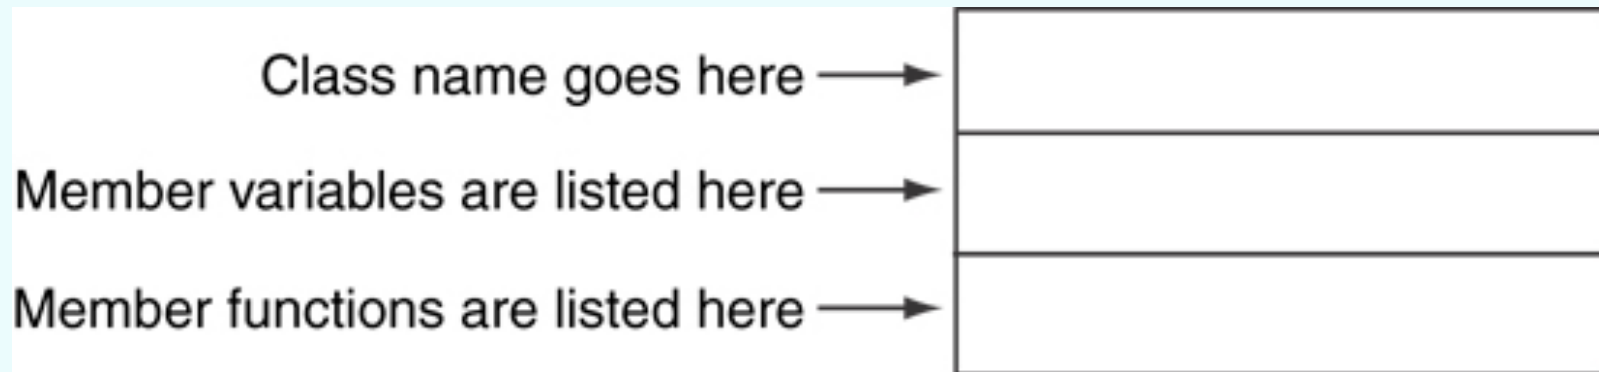 Class name goes here
Member variables are listed here
Member functions are listed here